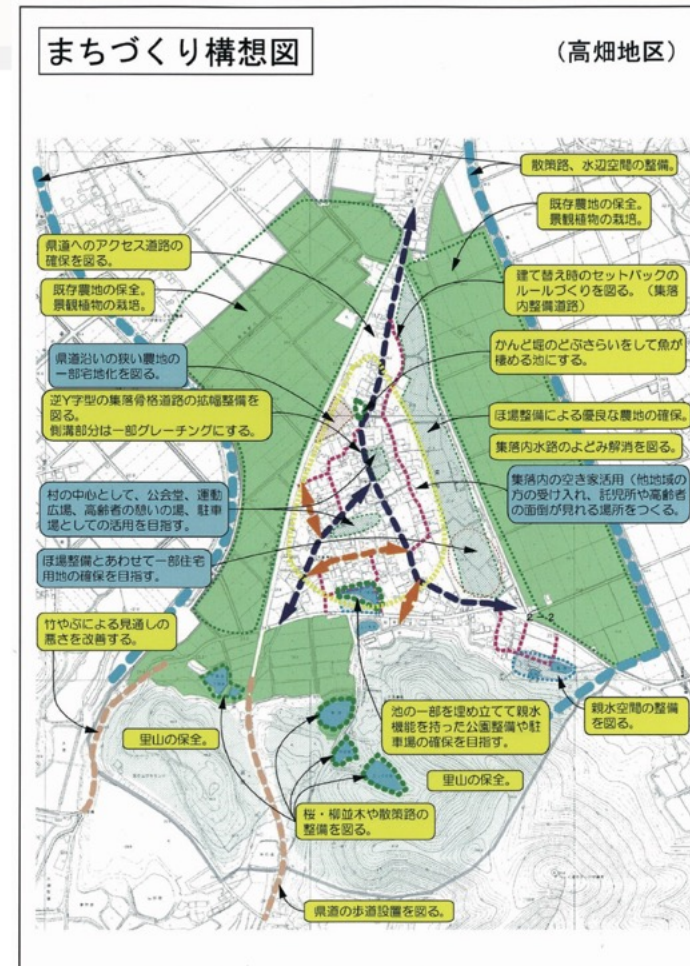 まちづくり構想図
(高畑地区)
散策路、水辺空間の整備。
既存農地の保全。
景観植物の栽培。
県道へのアクセス道路の
確保を図る。
建て替え時のセットバックの
ルールづくりを図る。（集落
内整備道路）
既存農地の保全。
景観植物の栽培。
かんど堀のどぶさらいをして魚が
棲める池にする。
県道沿いの狭い農地の
一部宅地化を図る。
逆Y字型の集落骨格道路の拡幅整備を
図る。
側溝部分は一部グレーチングにする。
ほ場整備による優良な農地の確保。
集落内水路のよどみ解消を図る。
村の中心として、公会堂、運動
広場、高齢者の憩いの場、駐車
場としての活用を目指す。
集落内の空き家活用（他地域の
方の受け入れ、託児所や高齢者
の面倒が見れる場所をつくる。
ほ場整備とあわせて一部住宅
用地の確保を目指す。
竹やぶによる見通しの
悪さを改善する。
2-2
親水空間の整備
を図る。
池の一部を埋め立てて親水
機能を持った公園整備や駐
車場の確保を目指す。
里山の保全。
里山の保全。
桜・柳並木や散策路の
整備を図る。
県道の歩道設置を図る。